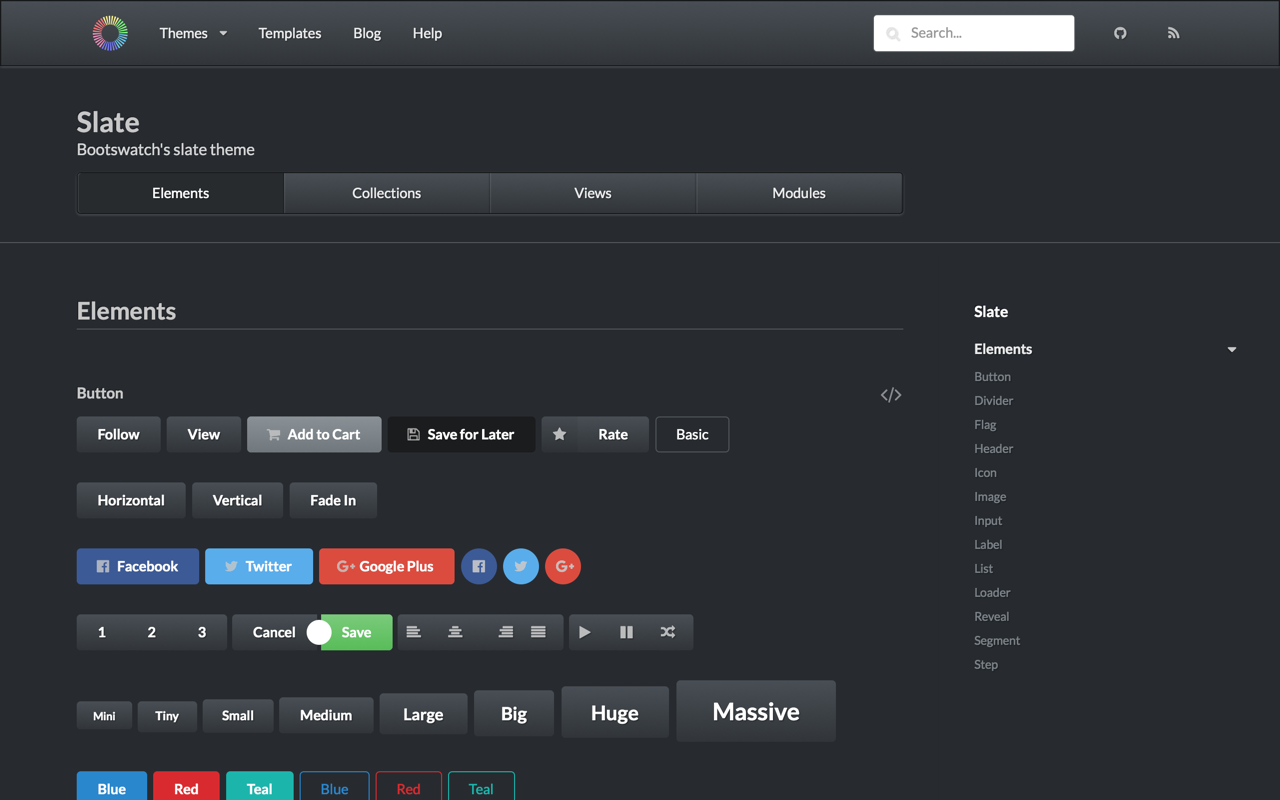 Themes Templates Blog Help Search...
Slate
Bootswatch's slate theme
Elements Collections Views Modules
Elements
Button
Follow View Add to Cart Save for Later Rate Basic
Horizontal Vertical Fade In
Facebook Twitter Google Plus
1 2 3 Cancel Save
Mini Tiny Small Medium Large Big Huge Massive
Blue Red Teal Blue Red Teal
Slate
Elements
Button
Divider
Flag
Header
Icon
Image
Input
Label
List
Loader
Reveal
Segment
Step